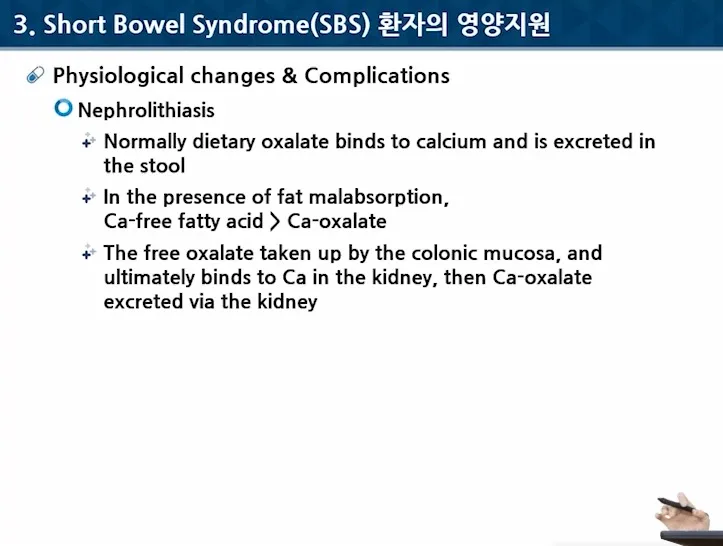 3. Short Bowel Syndrome(SBS) 환자의 영양지원
Physiological changes & Complications
Nephrolithiasis
Normally dietary oxalate binds to calcium and is excreted in
the stool
In the presence of fat malabsorption,
Ca-free fatty acid > Ca-oxalate
The free oxalate taken up by the colonic mucosa, and
ultimately binds to Ca in the kidney, then Ca-oxalate
excreted via the kidney